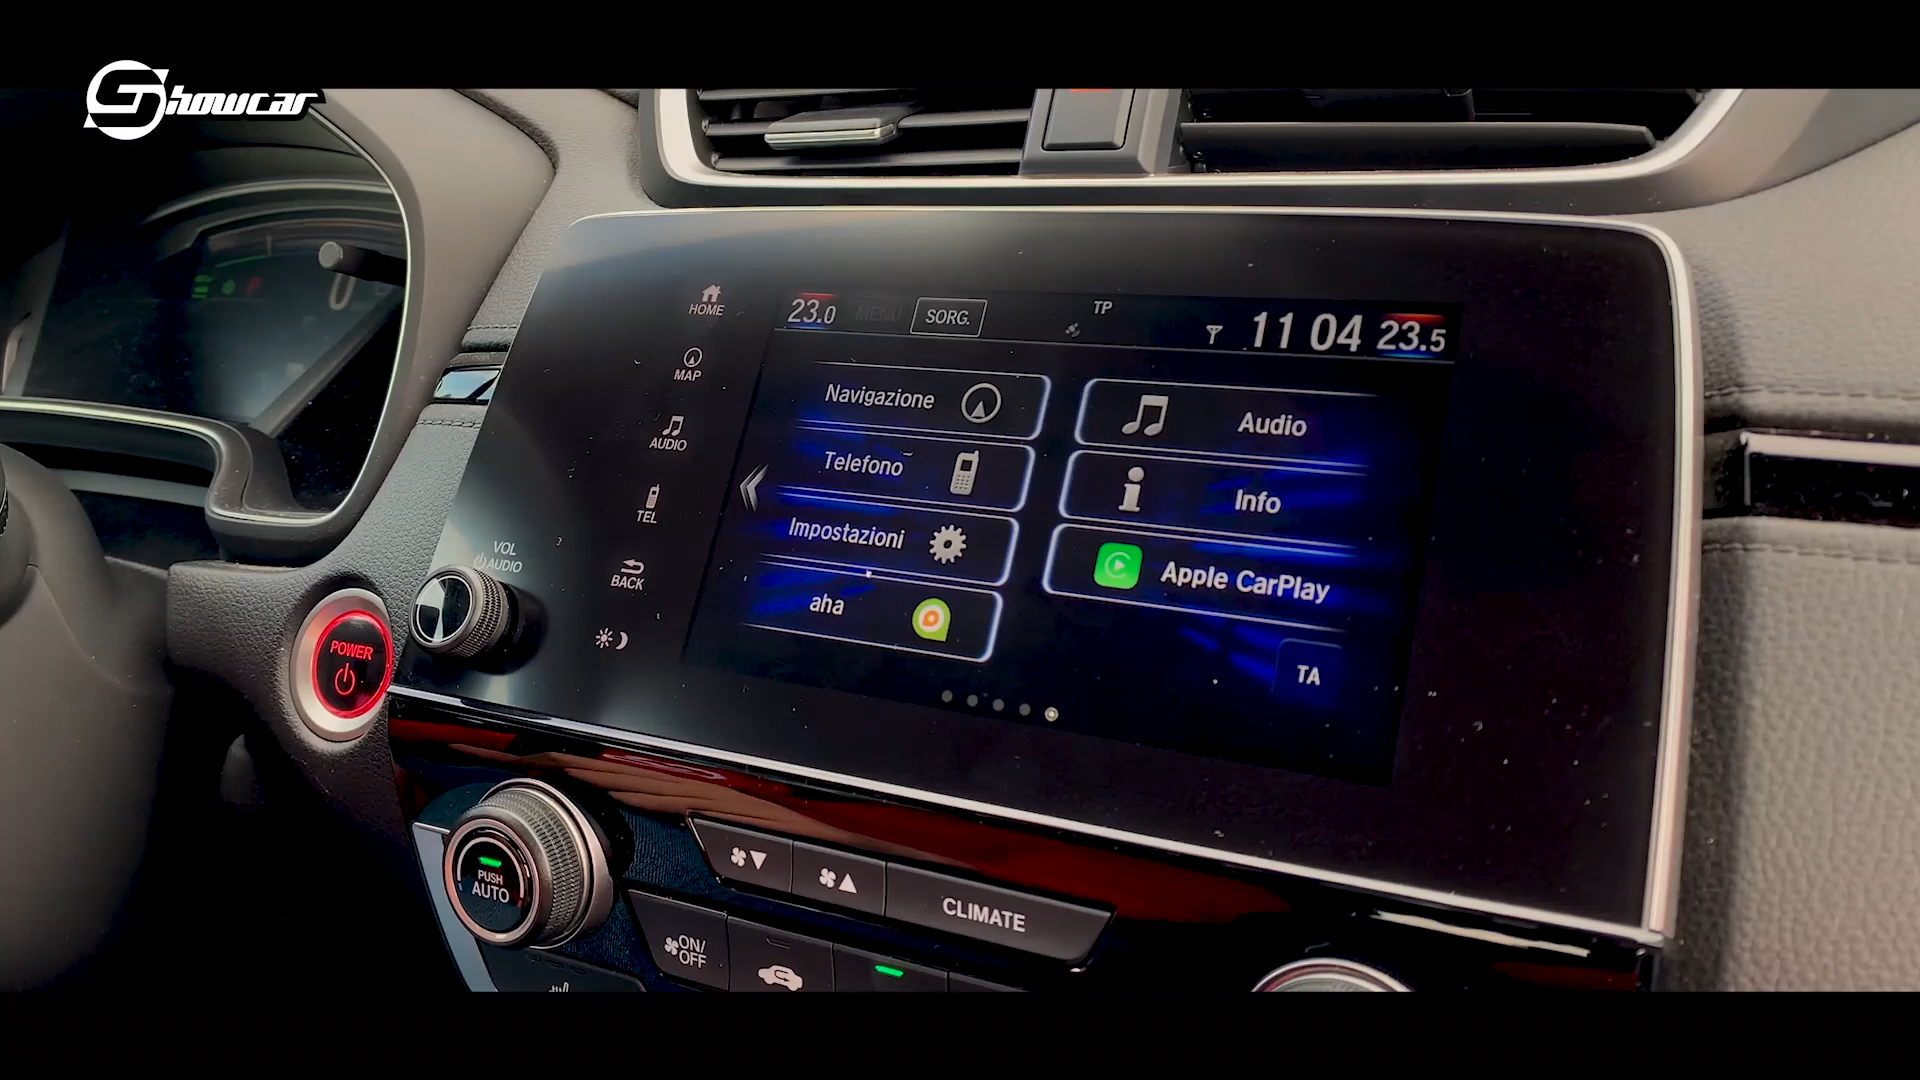 Showcar
HOME
MAP
AUDIO
TEL
BACK
VOL
AUDIO
23.0 MENU SORG. TP 11 04 23.5
Navigazione
Audio
Telefono
Info
Impostazioni
Apple CarPlay
aha
TA
POWER
PUSH
AUTO
CLIMATE
ON/
OFF
P
0